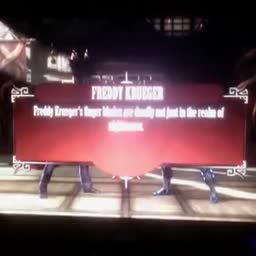 FREDDY KRUEGER
Freddy Krueger's finger blades are deadly not just in the realm of
nightmares.